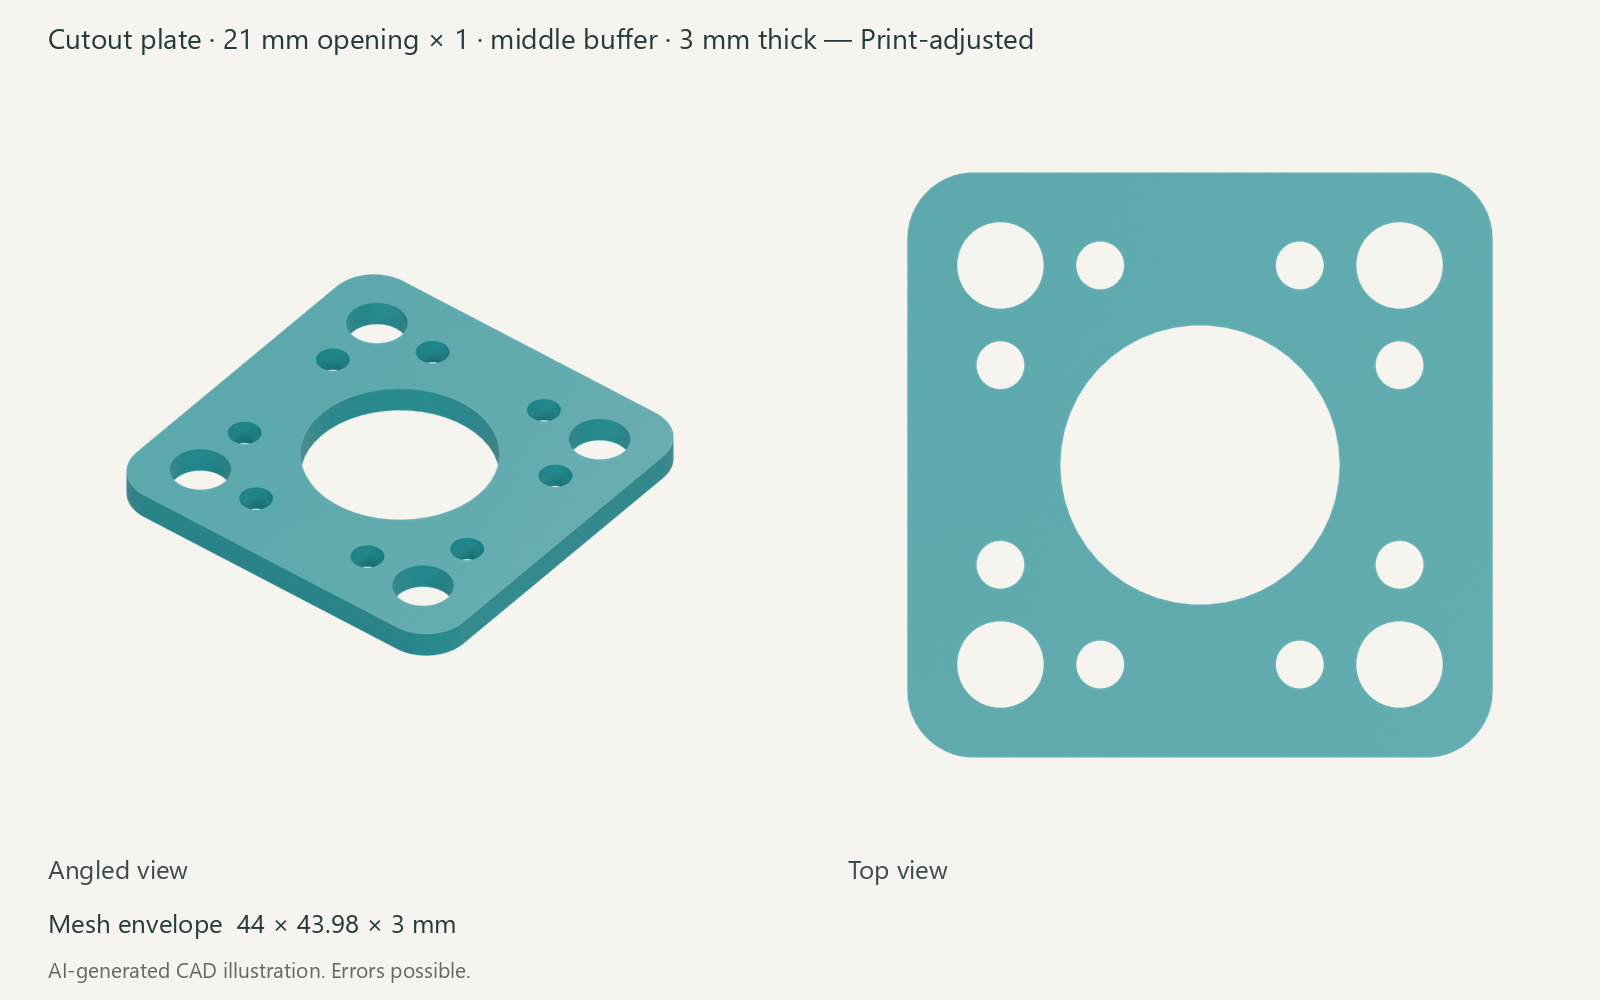 Cutout plate · 21 mm opening × 1 · middle buffer · 3 mm thick — Print-adjusted
Angled view
Top view
Mesh envelope  44 × 43.98 × 3 mm
AI-generated CAD illustration. Errors possible.